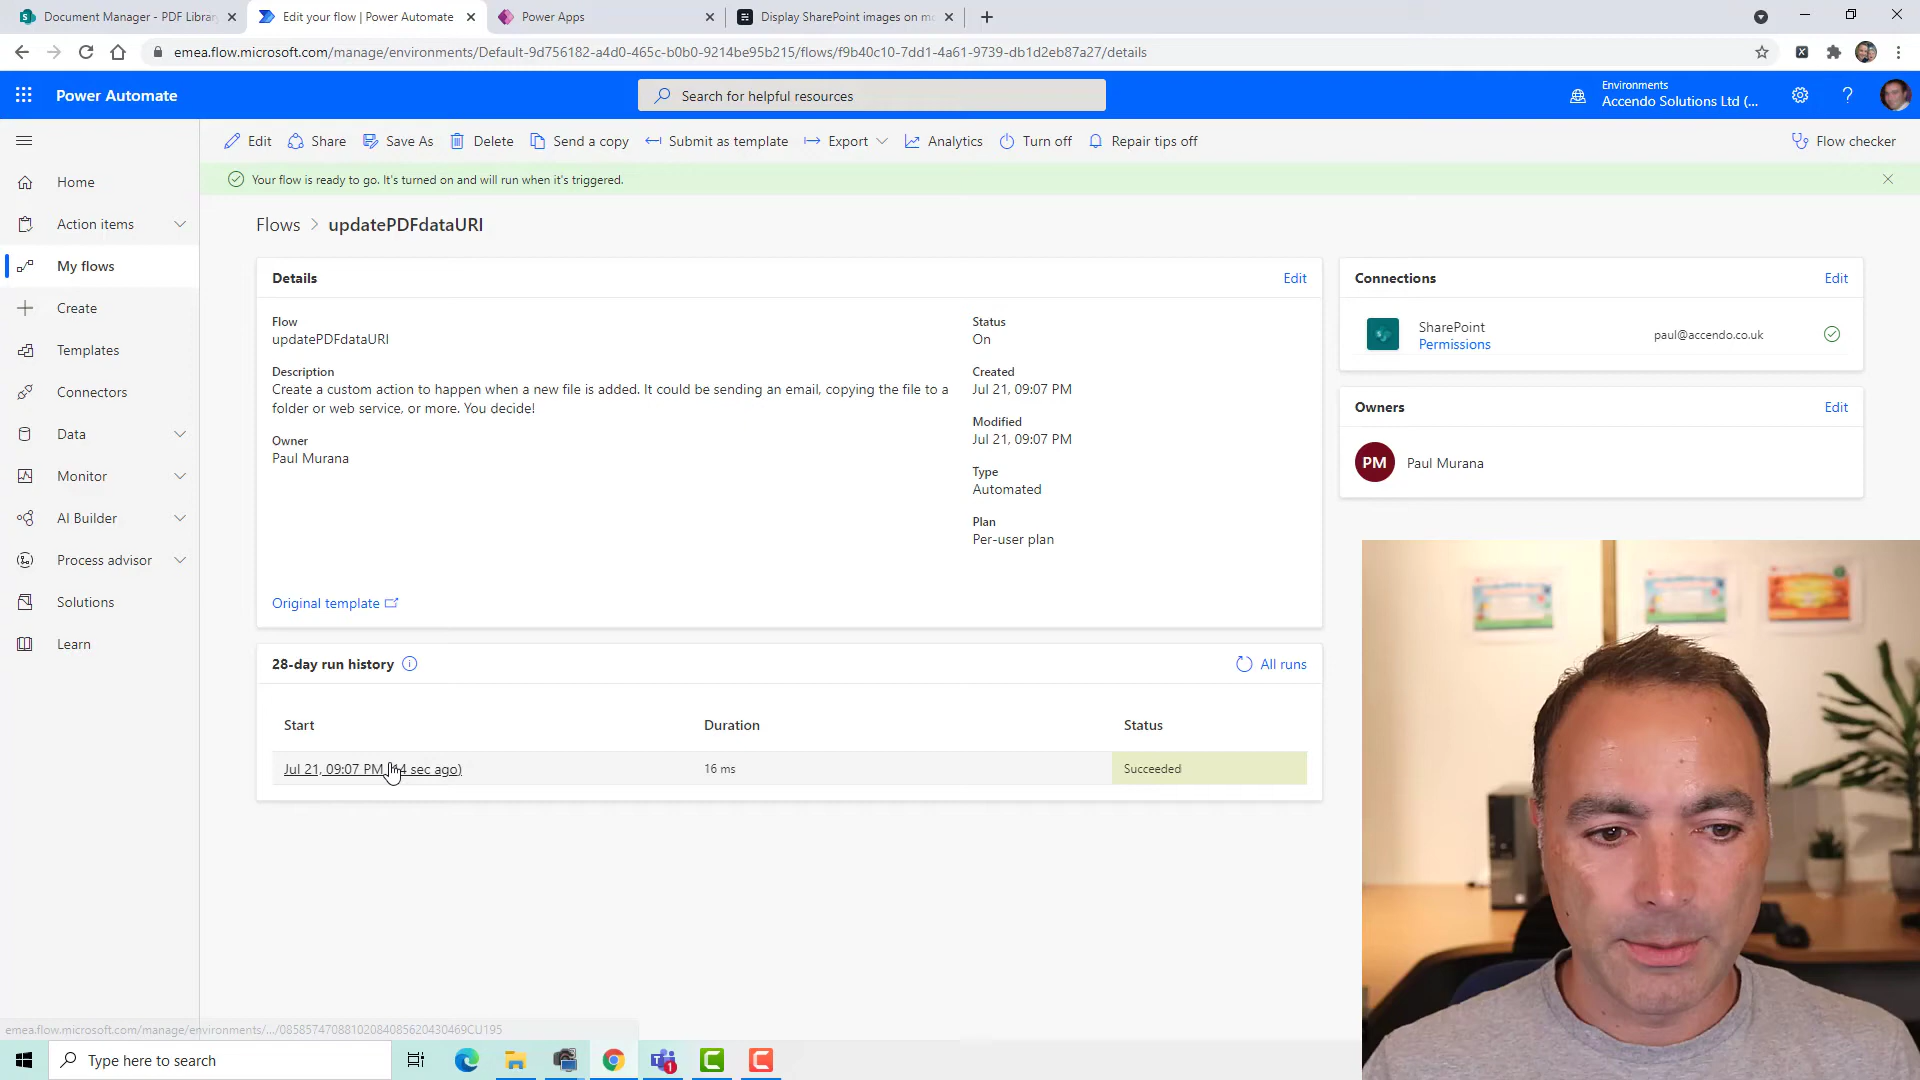 Document Manager - PDF Librar
Edit your flow | Power Automate
Power Apps
Display SharePoint images on m
emea.flow.microsoft.com/manage/environments/Default-9d756182-a4d0-465c-b0b0-9214be95b215/flows/f9b40c10-7dd1-4a61-9739-db1d2eb87a27/details
Power Automate
Search for helpful resources
Environments
Accendo Solutions Ltd (...
Edit
Share
Save As
Delete
Send a copy
Submit as template
Export
Analytics
Turn off
Repair tips off
Flow checker
Your flow is ready to go. It's turned on and will run when it's triggered.
Home
Action items
My flows
Create
Templates
Connectors
Data
Monitor
AI Builder
Process advisor
Solutions
Learn
Flows > updatePDFdataURI
Details
Edit
Flow
updatePDFdataURI
Description
Create a custom action to happen when a new file is added. It could be sending an email, copying the file to a
folder or web service, or more. You decide!
Owner
Paul Murana
Status
On
Created
Jul 21, 09:07 PM
Modified
Jul 21, 09:07 PM
Type
Automated
Plan
Per-user plan
Original template
Connections
Edit
SharePoint
Permissions
paul@accendo.co.uk
Owners
Edit
PM
Paul Murana
28-day run history
All runs
Start
Duration
Status
Jul 21, 09:07 PM (14 sec ago)
16 ms
Succeeded
emea.flow.microsoft.com/manage/environments/.../08585747088102084085620430469CU195
Type here to search
1